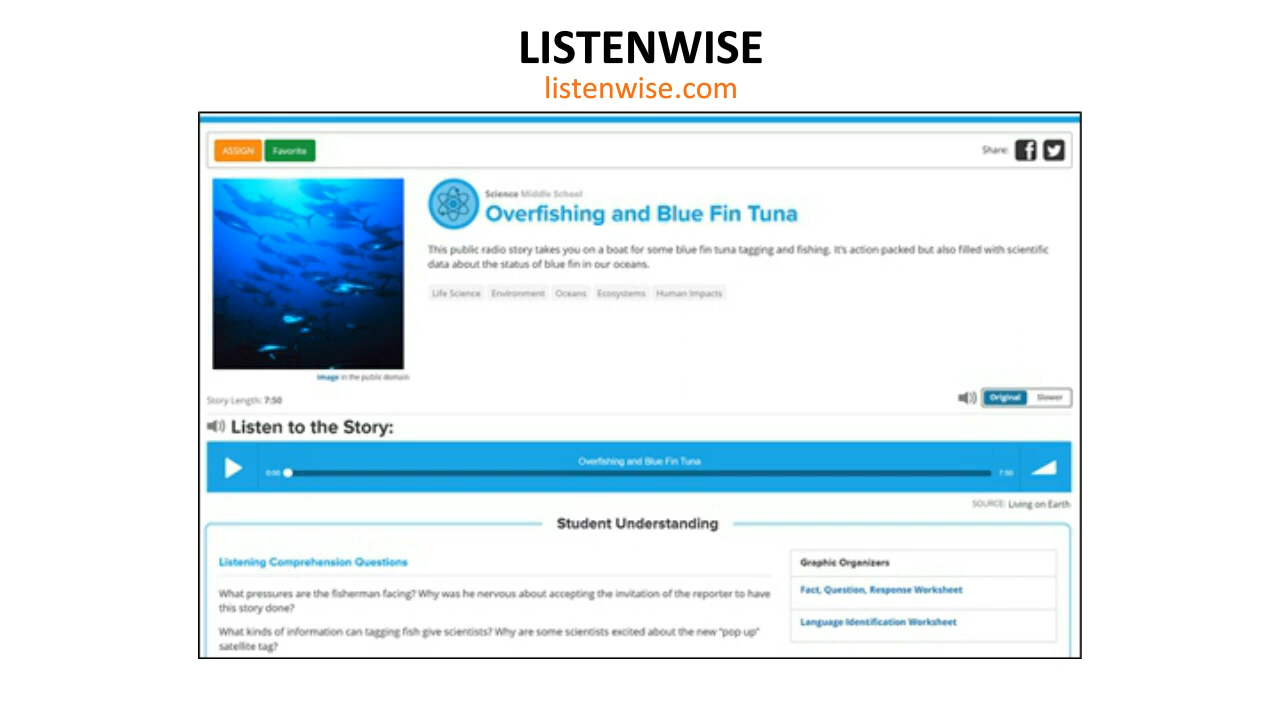 LISTENWISE
listenwise.com
ASSIGN Favorite
Share:
Science Middle School
Overfishing and Blue Fin Tuna
This public radio story takes you on a boat for some blue fin tuna tagging and fishing. It's action packed but also filled with scientific
data about the status of blue fin in our oceans.
Life Science Environment Oceans Ecosystems Human Impacts
Image in the public domain
Story Length: 7:50
Original Slower
Listen to the Story:
Overfishing and Blue Fin Tuna
0:00 7:50
SOURCE: Living on Earth
Student Understanding
Listening Comprehension Questions
What pressures are the fisherman facing? Why was he nervous about accepting the invitation of the reporter to have
this story done?
What kinds of information can tagging fish give scientists? Why are some scientists excited about the new "pop up"
satellite tag?
Graphic Organizers
Fact, Question, Response Worksheet
Language Identification Worksheet